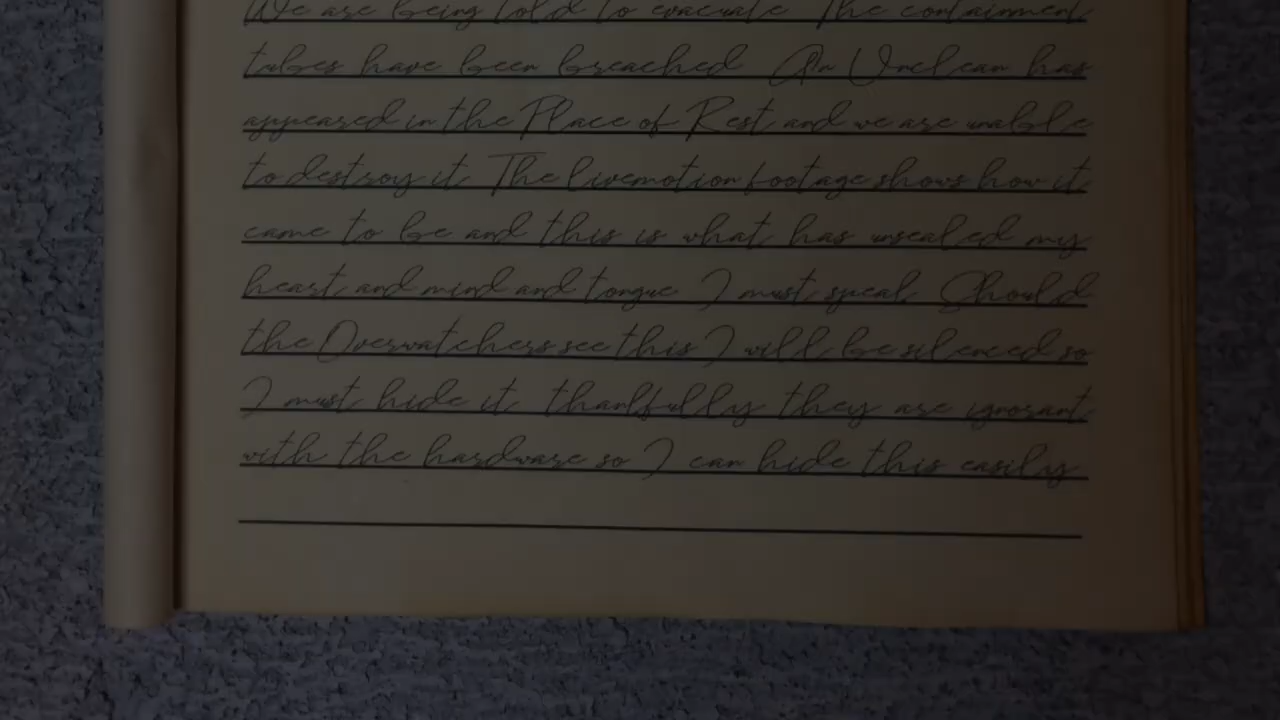 We are being told to evacuate The containment
tubes have been breached An Unclean has
appeared in the Place of Rest and we are unable
to destroy it The livemotion footage shows how it
came to be and this is what has unsealed my
heart and mind and tongue I must speak Should
the Overwatchers see this I will be silenced so
I must hide it thankfully they are ignorant
with the hardware so I can hide this easily